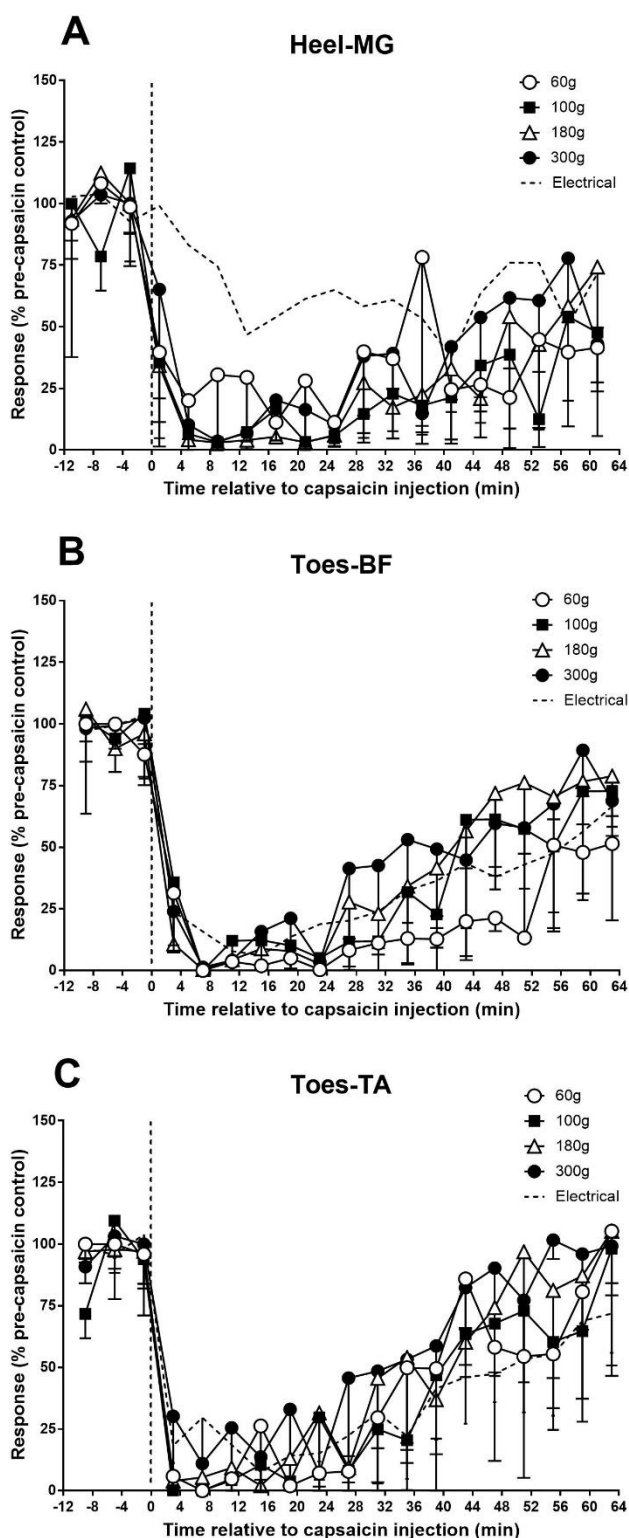 A
Heel-MG
150
125
100
75
50
25
0
Response (% pre-capsaicin control)
60g
100g
180g
300g
Electrical
-12 -8 -4 0 4 8 12 16 20 24 28 32 36 40 44 48 52 56 60 64
Time relative to capsaicin injection (min)
B
Toes-BF
150
125
100
75
50
25
0
Response (% pre-capsaicin control)
60g
100g
180g
300g
Electrical
-12 -8 -4 0 4 8 12 16 20 24 28 32 36 40 44 48 52 56 60 64
Time relative to capsaicin injection (min)
C
Toes-TA
150
125
100
75
50
25
0
Response (% pre-capsaicin control)
60g
100g
180g
300g
Electrical
-12 -8 -4 0 4 8 12 16 20 24 28 32 36 40 44 48 52 56 60 64
Time relative to capsaicin injection (min)